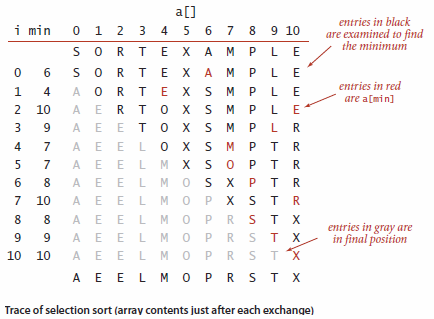 a[]
i min 0 1 2 3 4 5 6 7 8 9 10
S O R T E X A M P L E
0 6 S O R T E X A M P L E
1 4 A O R T E X S M P L E
2 10 A E R T O X S M P L E
3 9 A E E T O X S M P L R
4 7 A E E L O X S M P T R
5 7 A E E L M X S O P T R
6 8 A E E L M O S X P T R
7 10 A E E L M O P X S T R
8 8 A E E L M O P R S T X
9 9 A E E L M O P R S T X
10 10 A E E L M O P R S T X
A E E L M O P R S T X
entries in black
are examined to find
the minimum
entries in red
are a[min]
entries in gray are
in final position
Trace of selection sort (array contents just after each exchange)